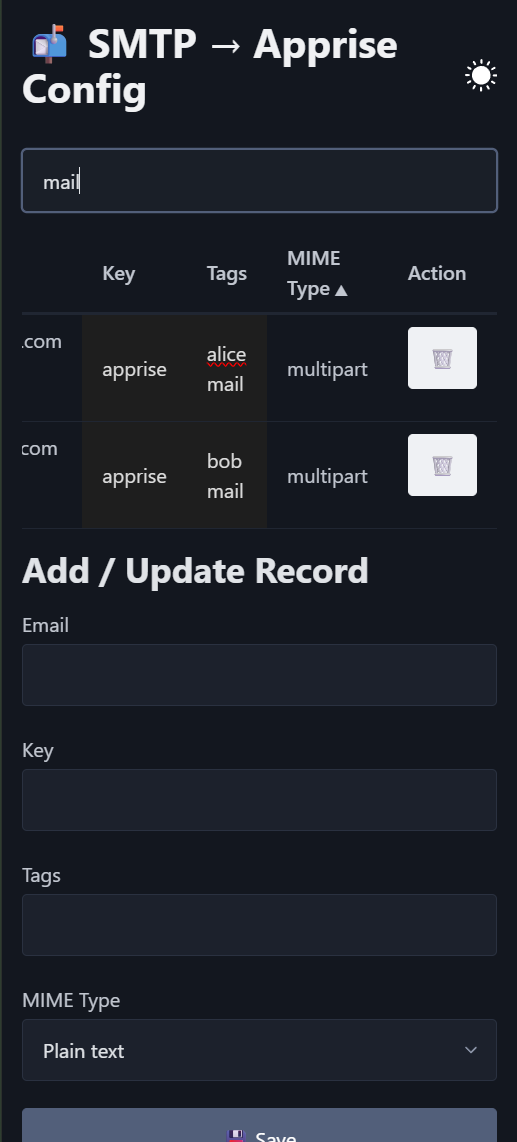 📬 SMTP → Apprise
Config
mail
Key Tags MIME Type ▲ Action
.com apprise alice mail multipart
com apprise bob mail multipart
Add / Update Record
Email
Key
Tags
MIME Type
Plain text
💾 Save